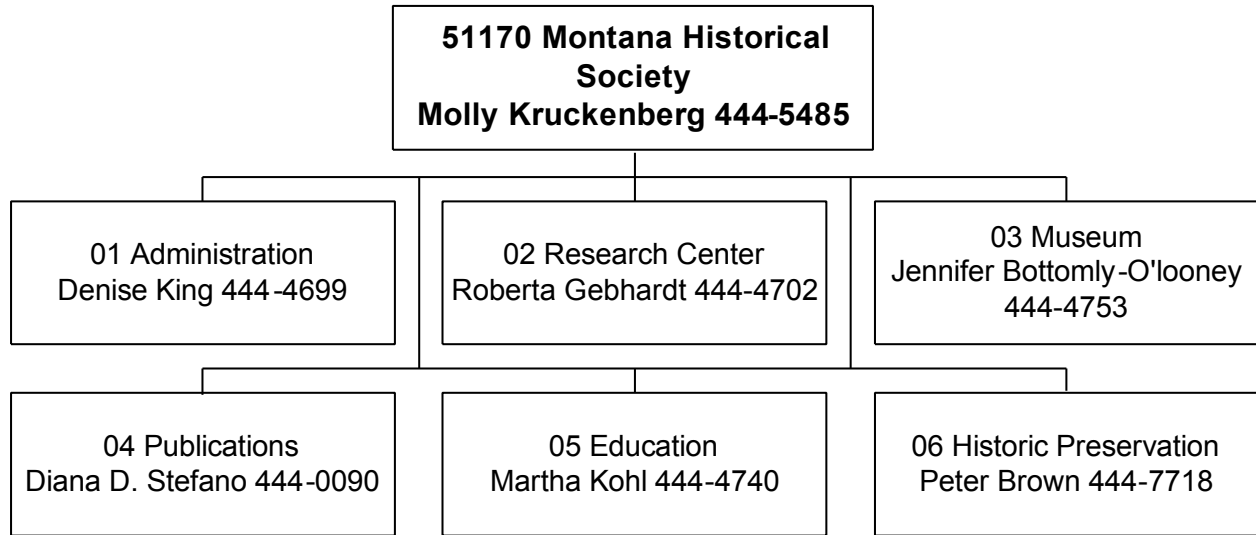 51170 Montana Historical
Society
Molly Kruckenberg 444-5485
01 Administration
Denise King 444-4699
02 Research Center
Roberta Gebhardt 444-4702
03 Museum
Jennifer Bottomly-O'looney
444-4753
04 Publications
Diana D. Stefano 444-0090
05 Education
Martha Kohl 444-4740
06 Historic Preservation
Peter Brown 444-7718